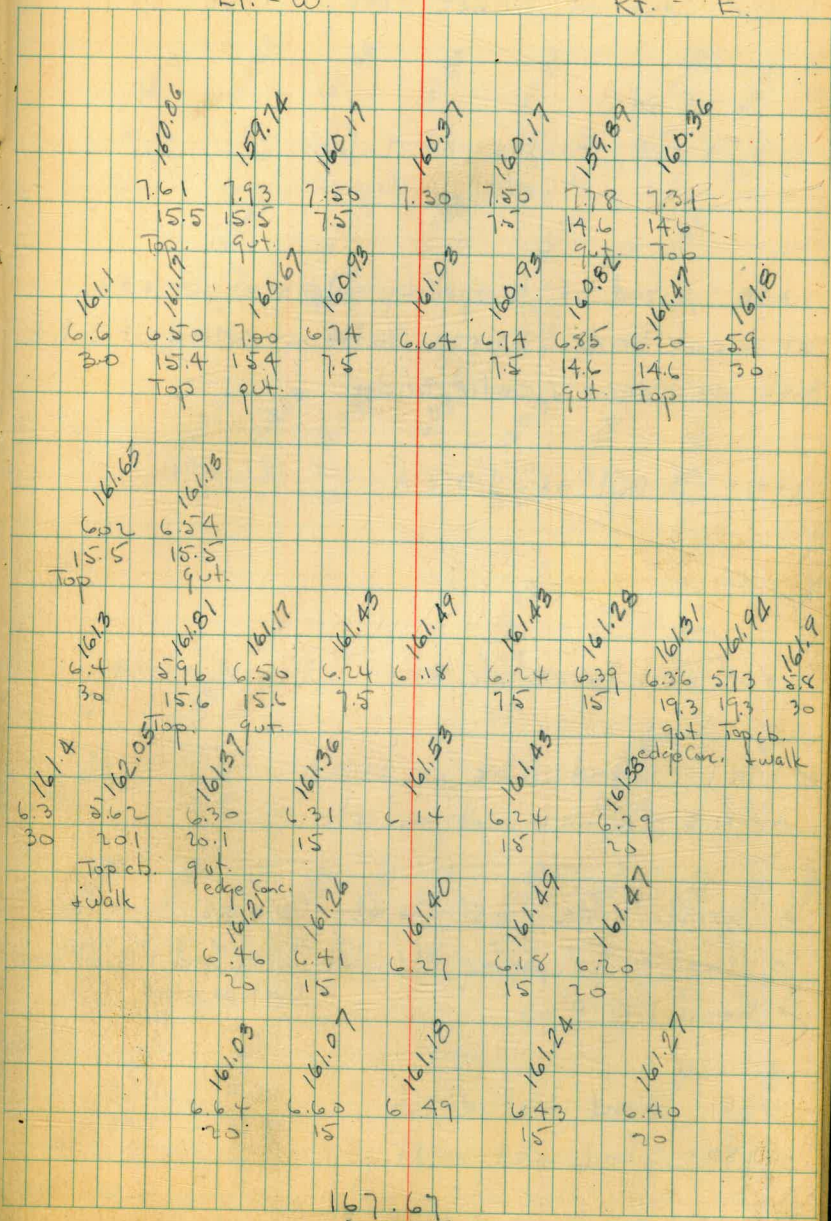 Lt. - W Rt. - E.
160.06 159.74 160.17 160.37 160.17 159.89 160.36
7.61 7.93 7.50 7.30 7.50 7.78 7.31
15.5 15.5 7.5 7.5 14.6 14.6
Top. gut. gut. Top
161.1 161.17 160.67 160.93 161.03 160.93 160.82 161.47 161.8
6.6 6.50 7.00 6.74 6.64 6.74 6.85 6.20 5.9
30 15.4 15.4 7.5 7.5 14.6 14.6 30
Top gut. gut. Top
161.65 161.13
6.02 6.54
15.5 15.5
Top gut.
161.3 161.81 161.17 161.43 161.49 161.43 161.28 161.31 161.94 161.9
6.4 5.96 6.50 6.24 6.18 6.24 6.39 6.36 5.73 5.8
30 15.6 15.6 7.5 7.5 15 19.3 19.3 30
Top. gut. gut. Top cb.
edge Conc. + walk
161.4 162.05 161.37 161.36 161.53 161.43 161.38
6.3 5.62 6.30 6.31 6.14 6.24 6.29
30 20.1 20.1 15 15 20
Top cb. gut.
+ walk edge Conc.
161.21 161.26 161.40 161.49 161.47
6.46 6.41 6.27 6.18 6.20
20 15 15 20
161.03 161.07 161.18 161.24 161.27
6.64 6.60 6.49 6.43 6.40
20 15 15 20
167.67